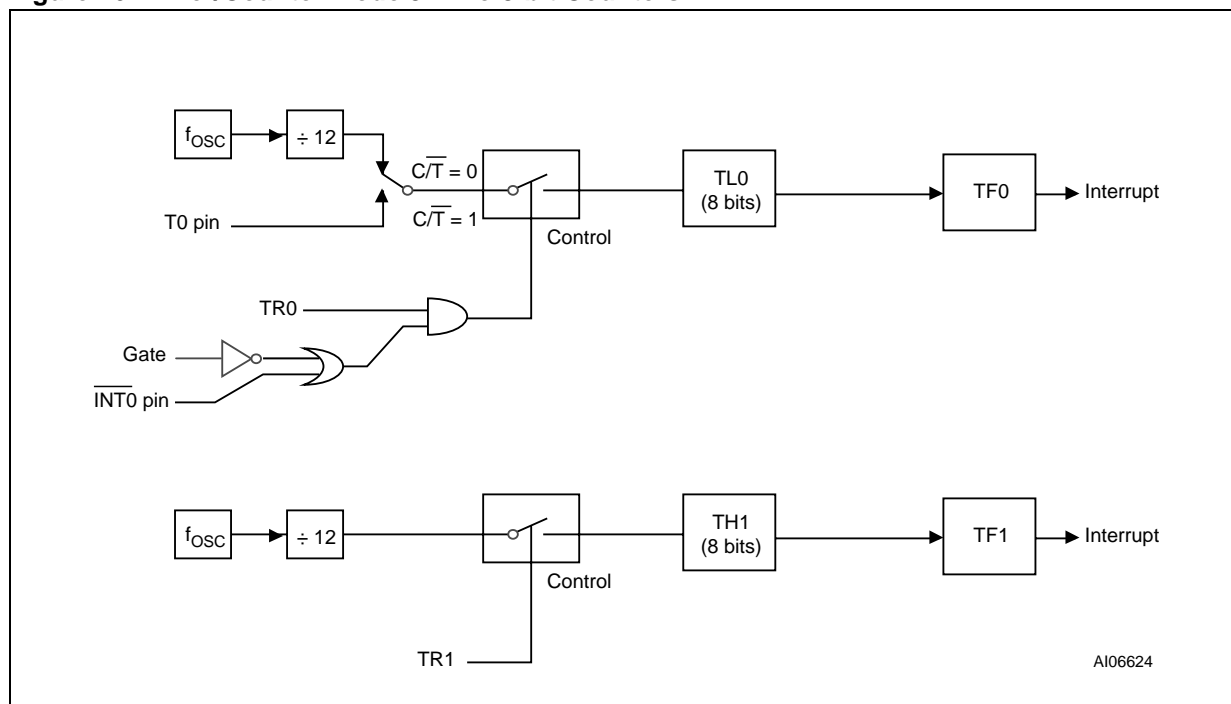 fOSC
÷ 12
C/T̅ = 0
C/T̅ = 1
T0 pin
Control
TL0
(8 bits)
TF0
Interrupt
TR0
Gate
I̅N̅T̅0̅ pin
fOSC
÷ 12
Control
TH1
(8 bits)
TF1
Interrupt
TR1
AI06624